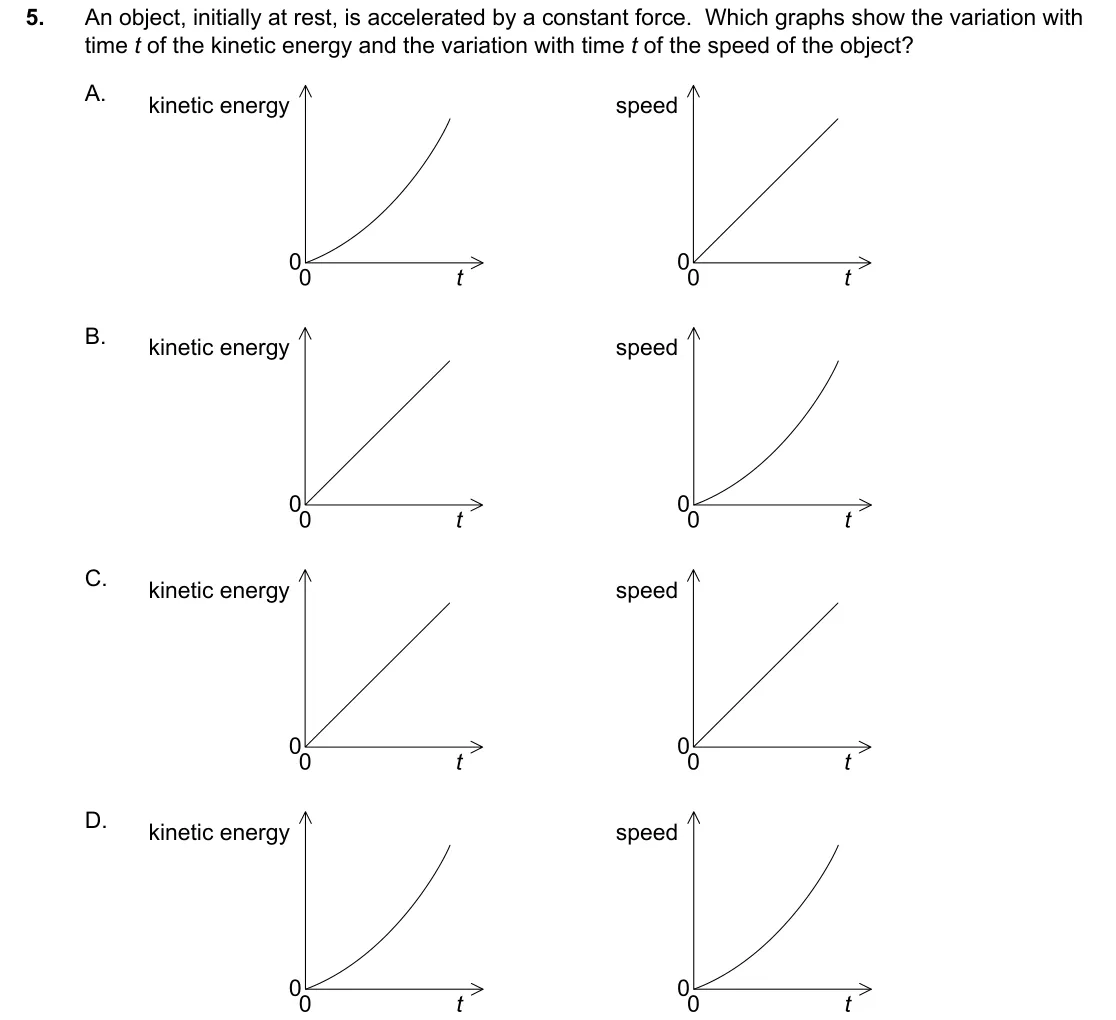 5. An object, initially at rest, is accelerated by a constant force. Which graphs show the variation with
time t of the kinetic energy and the variation with time t of the speed of the object?
A. kinetic energy speed
0 0
0 t 0 t
B. kinetic energy speed
0 0
0 t 0 t
C. kinetic energy speed
0 0
0 t 0 t
D. kinetic energy speed
0 0
0 t 0 t